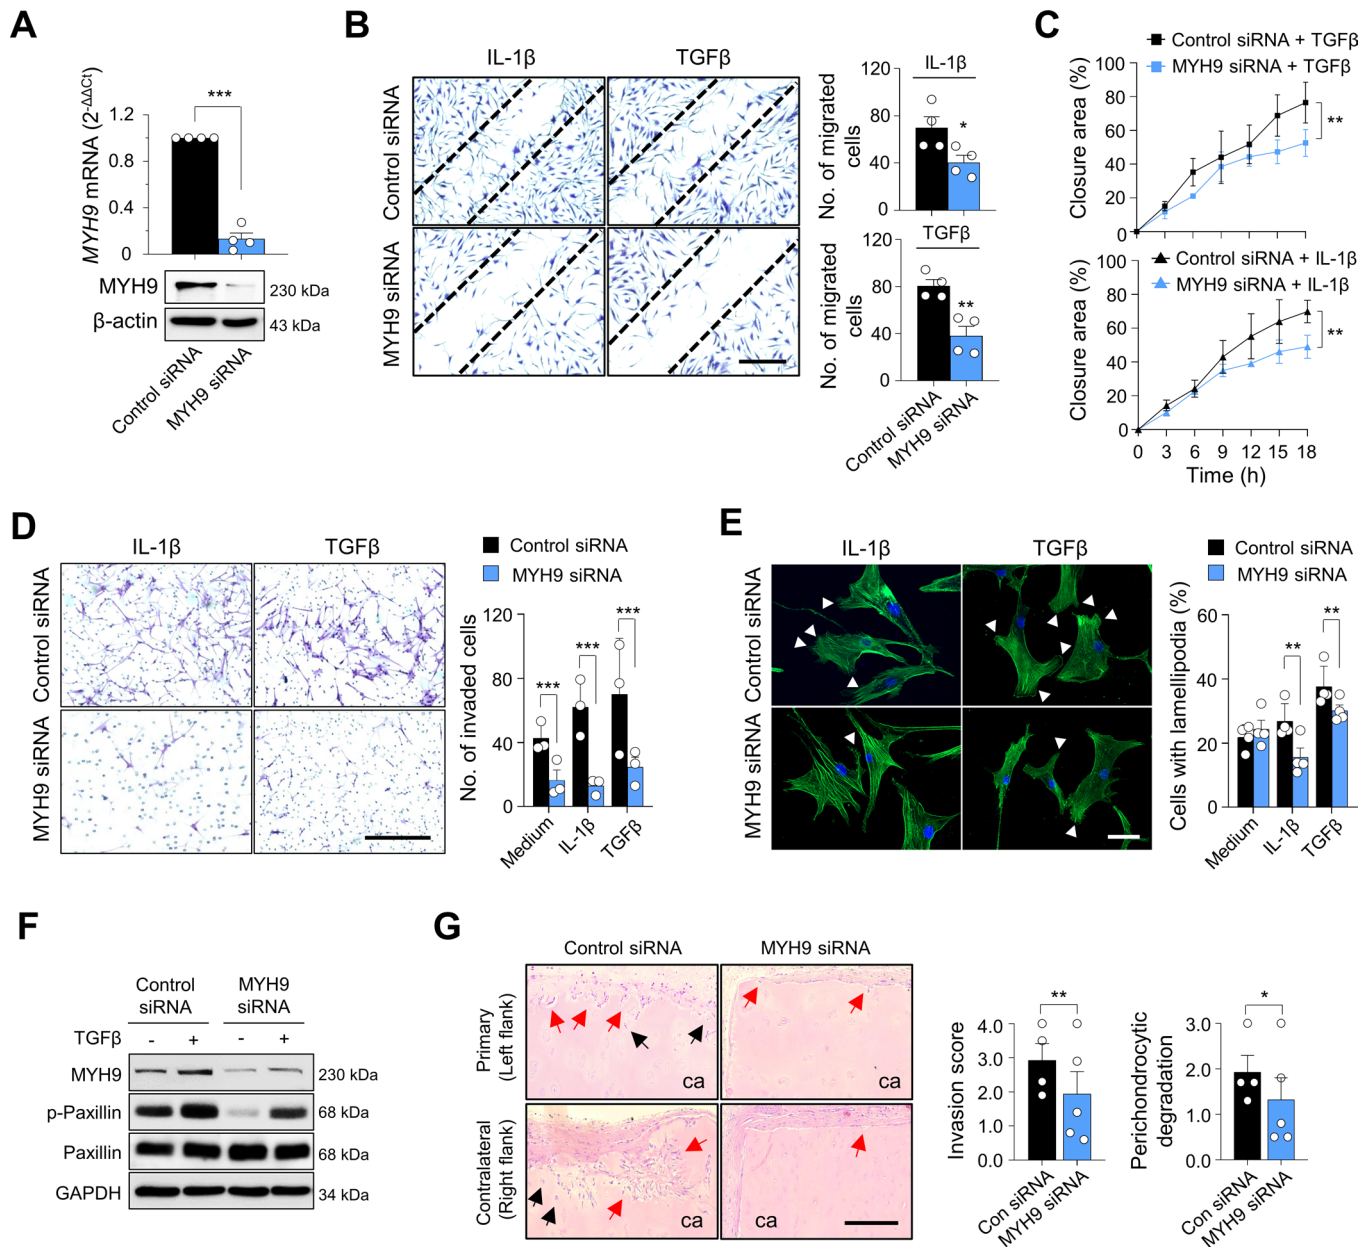 A
***
MYH9 mRNA (2-ΔΔCt)
1.2
0.8
0.4
0
MYH9
230 kDa
β-actin
43 kDa
Control siRNA
MYH9 siRNA
B
IL-1β
TGFβ
Control siRNA
MYH9 siRNA
No. of migrated
cells
IL-1β
120
80
40
0
*
No. of migrated
cells
TGFβ
120
80
40
0
**
Control siRNA
MYH9 siRNA
C
Control siRNA + TGFβ
MYH9 siRNA + TGFβ
Closure area (%)
100
80
60
40
20
0
**
Control siRNA + IL-1β
MYH9 siRNA + IL-1β
Closure area (%)
100
80
60
40
20
0
**
0 3 6 9 12 15 18
Time (h)
D
IL-1β
TGFβ
Control siRNA
MYH9 siRNA
Control siRNA
MYH9 siRNA
No. of invaded cells
120
80
40
0
***
***
***
Medium
IL-1β
TGFβ
E
IL-1β
TGFβ
Control siRNA
MYH9 siRNA
Control siRNA
MYH9 siRNA
Cells with lamellipodia (%)
60
40
20
0
**
**
Medium
IL-1β
TGFβ
F
Control
siRNA
MYH9
siRNA
TGFβ - + - +
MYH9
230 kDa
p-Paxillin
68 kDa
Paxillin
68 kDa
GAPDH
34 kDa
G
Control siRNA
MYH9 siRNA
Primary
(Left flank)
ca
ca
Contralateral
(Right flank)
ca
ca
Invasion score
4.0
3.0
2.0
1.0
0.0
**
Con siRNA
MYH9 siRNA
Perichondrocytic
degradation
3.0
2.0
1.0
0.0
*
Con siRNA
MYH9 siRNA